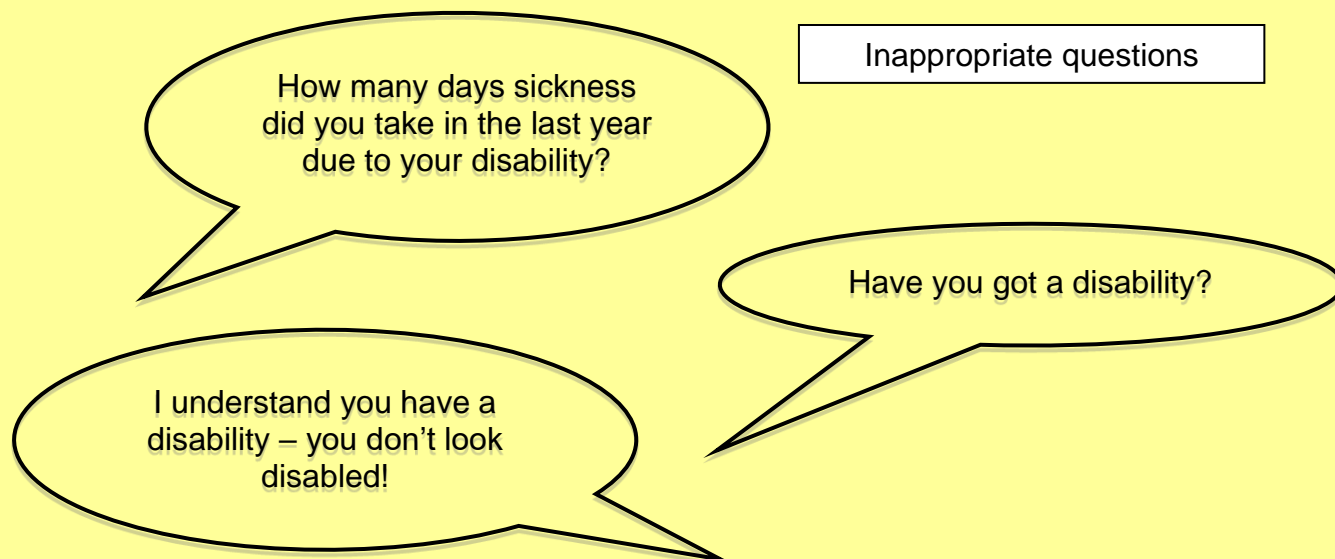 Inappropriate questions
How many days sickness
did you take in the last year
due to your disability?
Have you got a disability?
I understand you have a
disability – you don’t look
disabled!